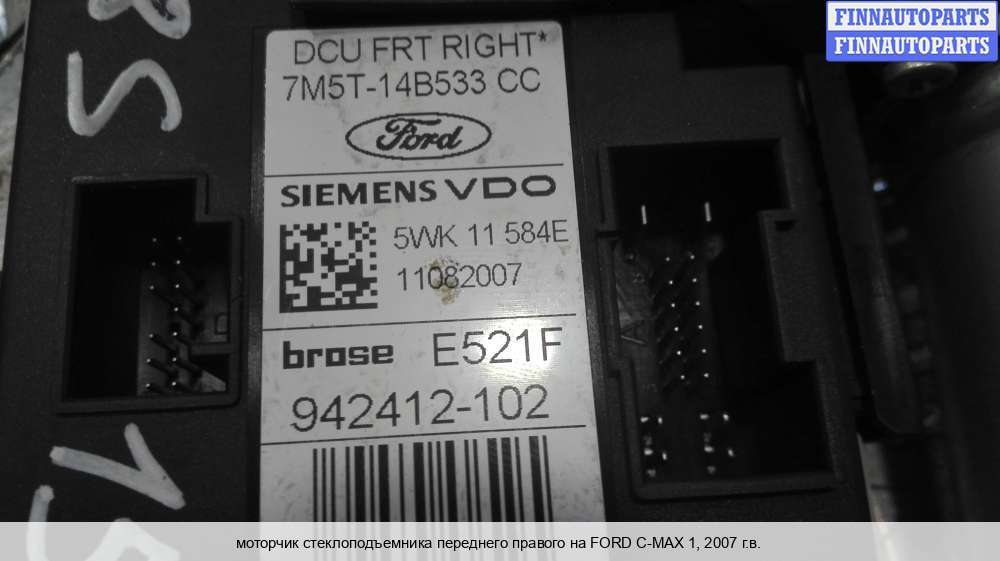 FINNAUTOPARTS
FINNAUTOPARTS
DCU FRT RIGHT*
7M5T-14B533 CC
Ford
SIEMENS VDO
5WK 11 584E
11082007
brose E521F
942412-102
моторчик стеклоподъемника переднего правого на FORD C-MAX 1, 2007 г.в.